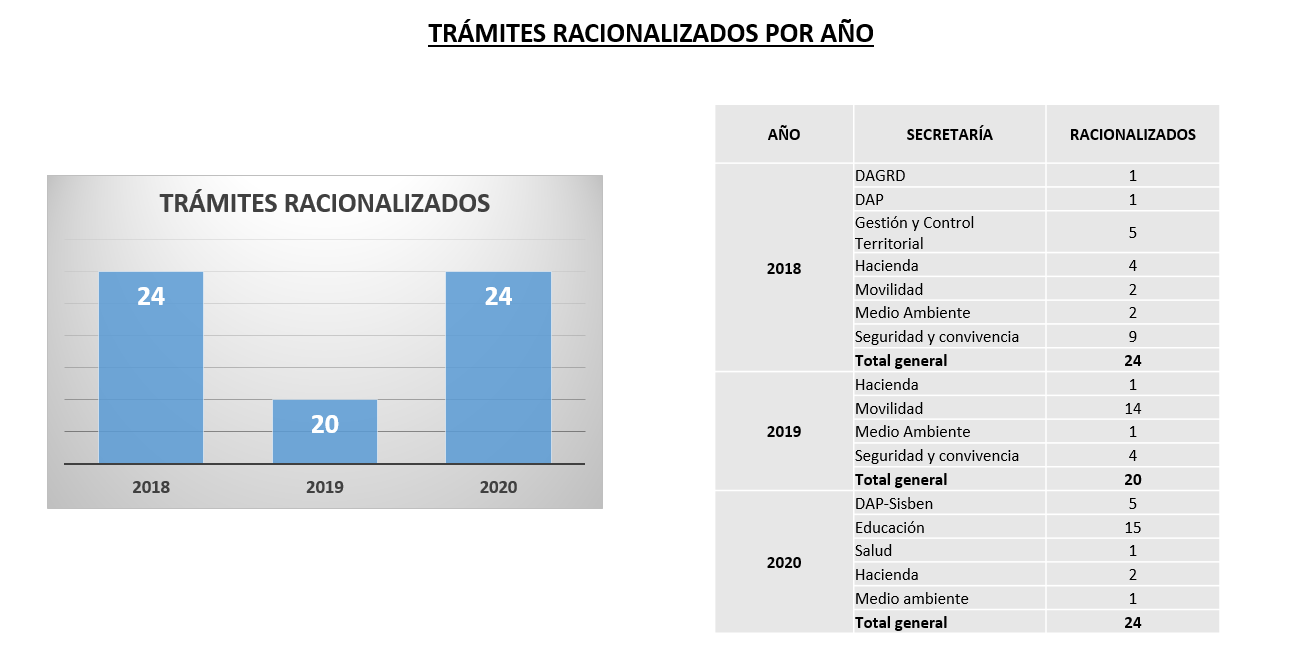 TRÁMITES RACIONALIZADOS POR AÑO
TRÁMITES RACIONALIZADOS
24
20
24
2018
2019
2020
AÑO SECRETARÍA RACIONALIZADOS
2018
DAGRD 1
DAP 1
Gestión y Control
Territorial 5
Hacienda 4
Movilidad 2
Medio Ambiente 2
Seguridad y convivencia 9
Total general 24
2019
Hacienda 1
Movilidad 14
Medio Ambiente 1
Seguridad y convivencia 4
Total general 20
2020
DAP-Sisben 5
Educación 15
Salud 1
Hacienda 2
Medio ambiente 1
Total general 24